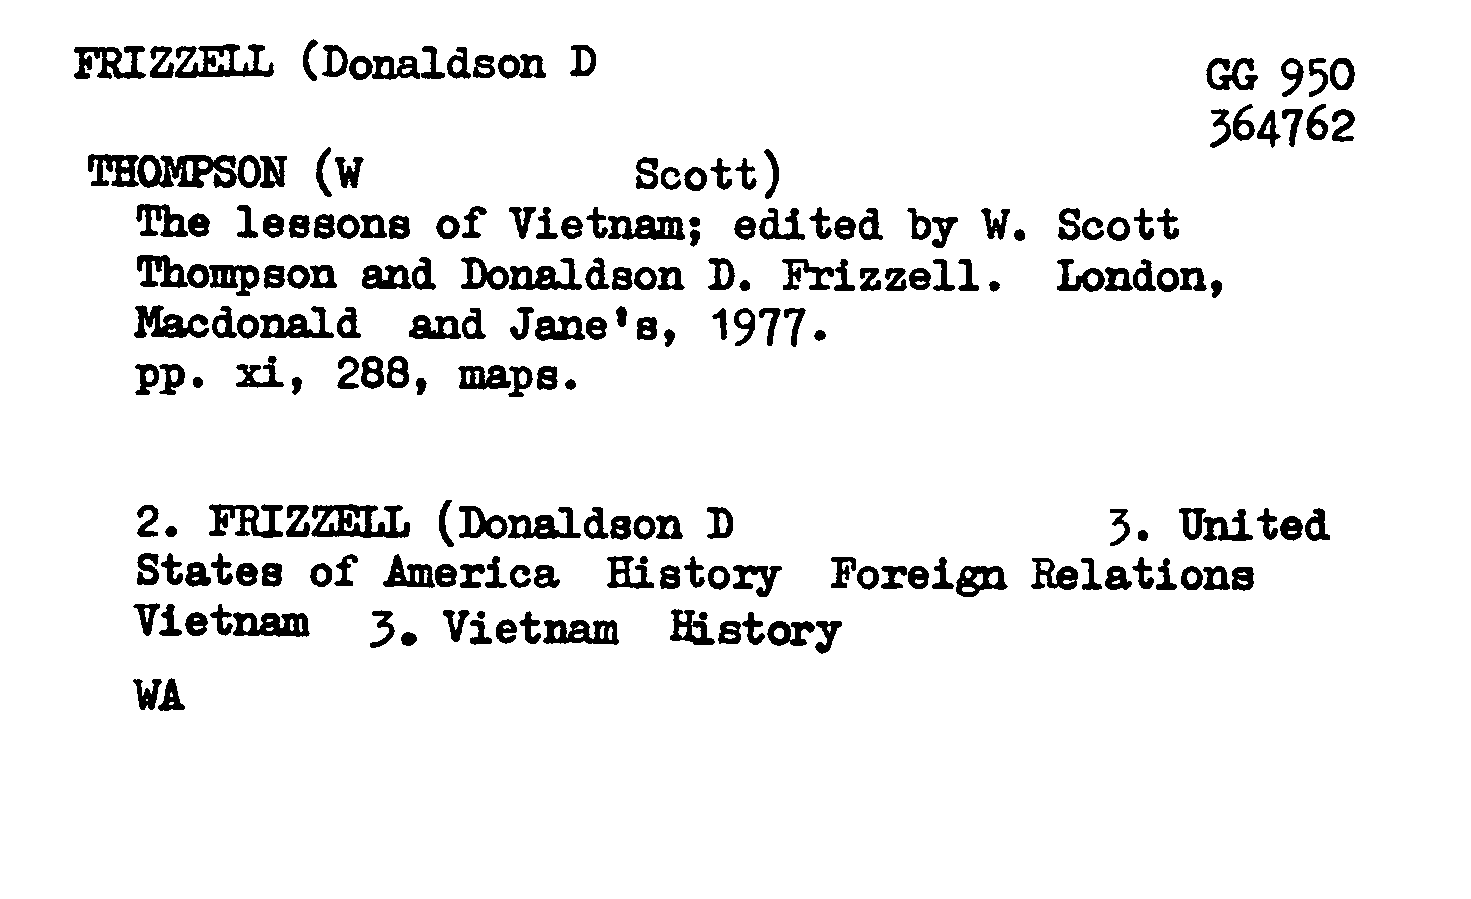 FRIZZELL (Donaldson D
GG 950
364762
THOMPSON (W Scott)
The lessons of Vietnam; edited by W. Scott
Thompson and Donaldson D. Frizzell. London,
Macdonald and Jane's, 1977.
pp. xi, 288, maps.
2. FRIZZELL (Donaldson D 3. United
States of America History Foreign Relations
Vietnam 3. Vietnam History
WA